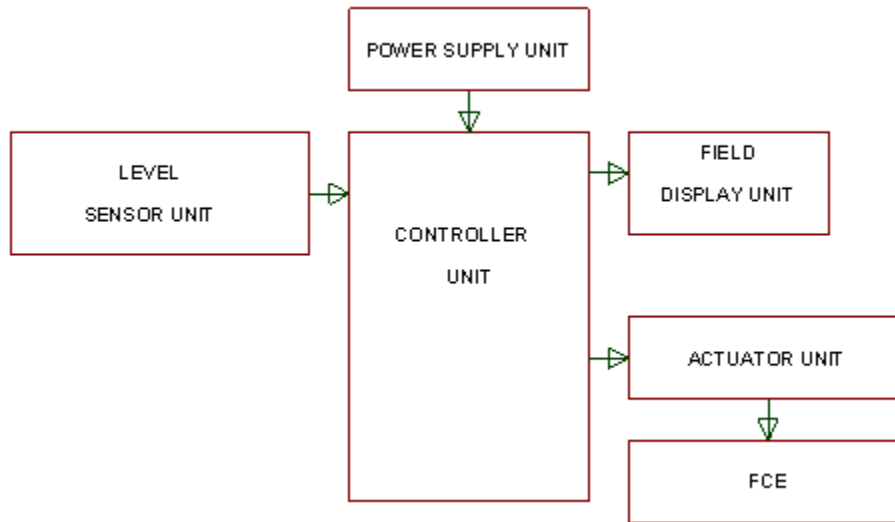 POWER SUPPLY UNIT
LEVEL
SENSOR UNIT
CONTROLLER
UNIT
FIELD
DISPLAY UNIT
ACTUATOR UNIT
FCE